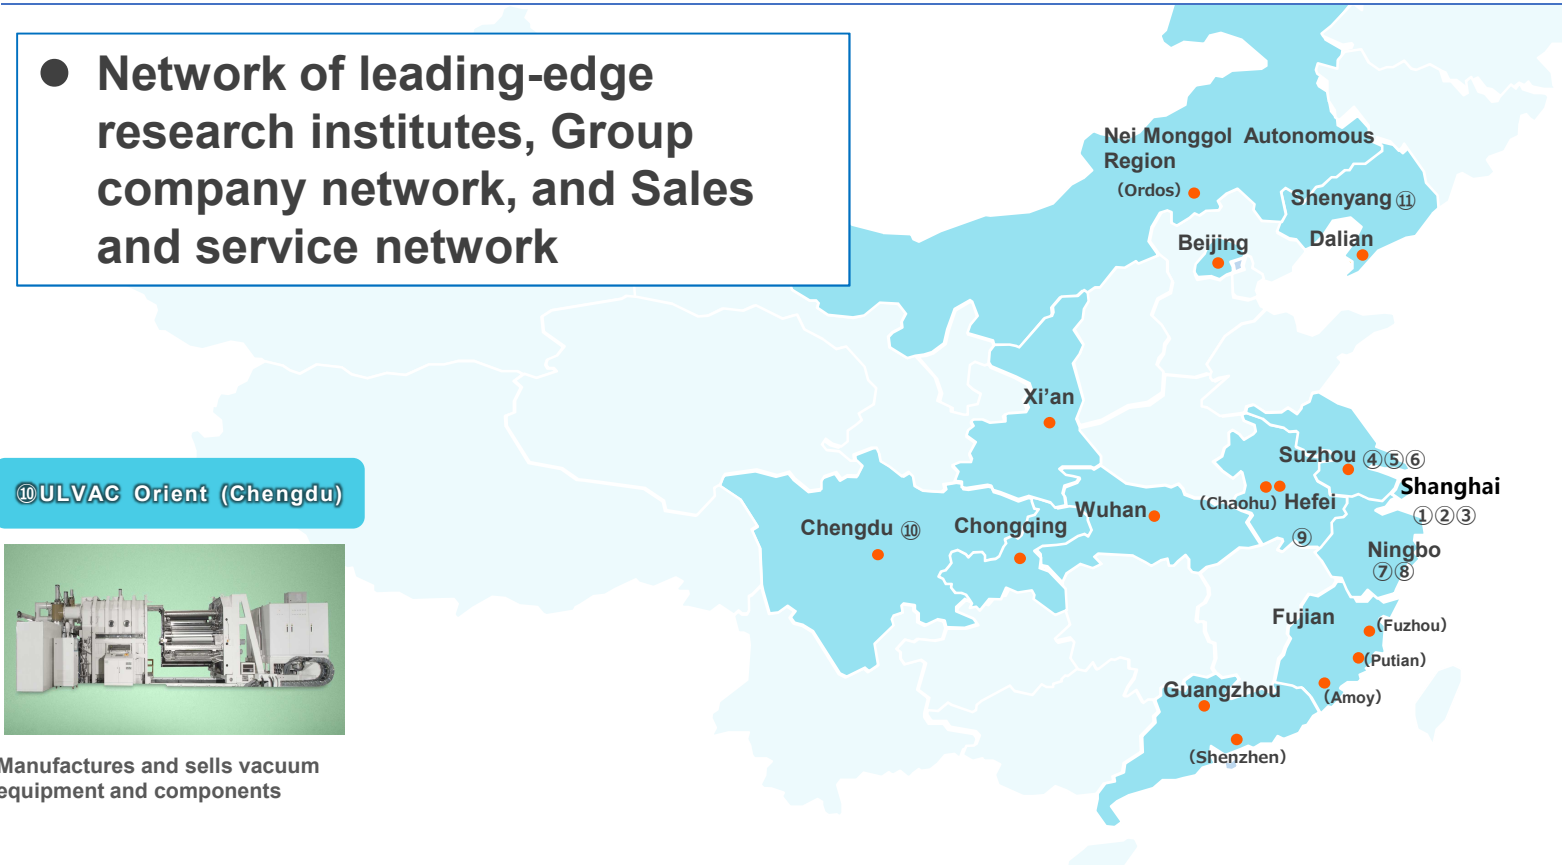 ● Network of leading-edge
research institutes, Group
company network, and Sales
and service network
Nei Monggol Autonomous
Region
(Ordos)
Shenyang ⑪
Beijing
Dalian
Xi’an
Suzhou ④⑤⑥
Shanghai
①②③
(Chaohu) Hefei
⑨
Wuhan
Chengdu ⑩
Chongqing
Ningbo
⑦⑧
Fujian
(Fuzhou)
(Putian)
(Amoy)
Guangzhou
(Shenzhen)
⑩ULVAC Orient (Chengdu)
Manufactures and sells vacuum
equipment and components